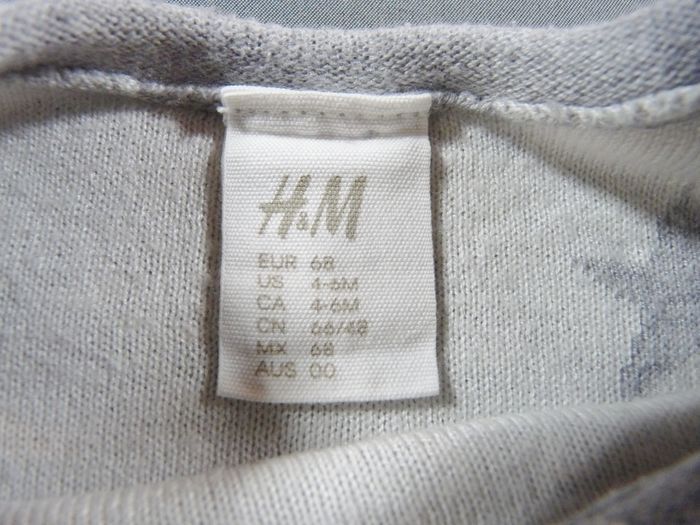 H&M
EUR 68
US 4-6M
CA 4-6M
CN 66/48
MX 68
AUS 00